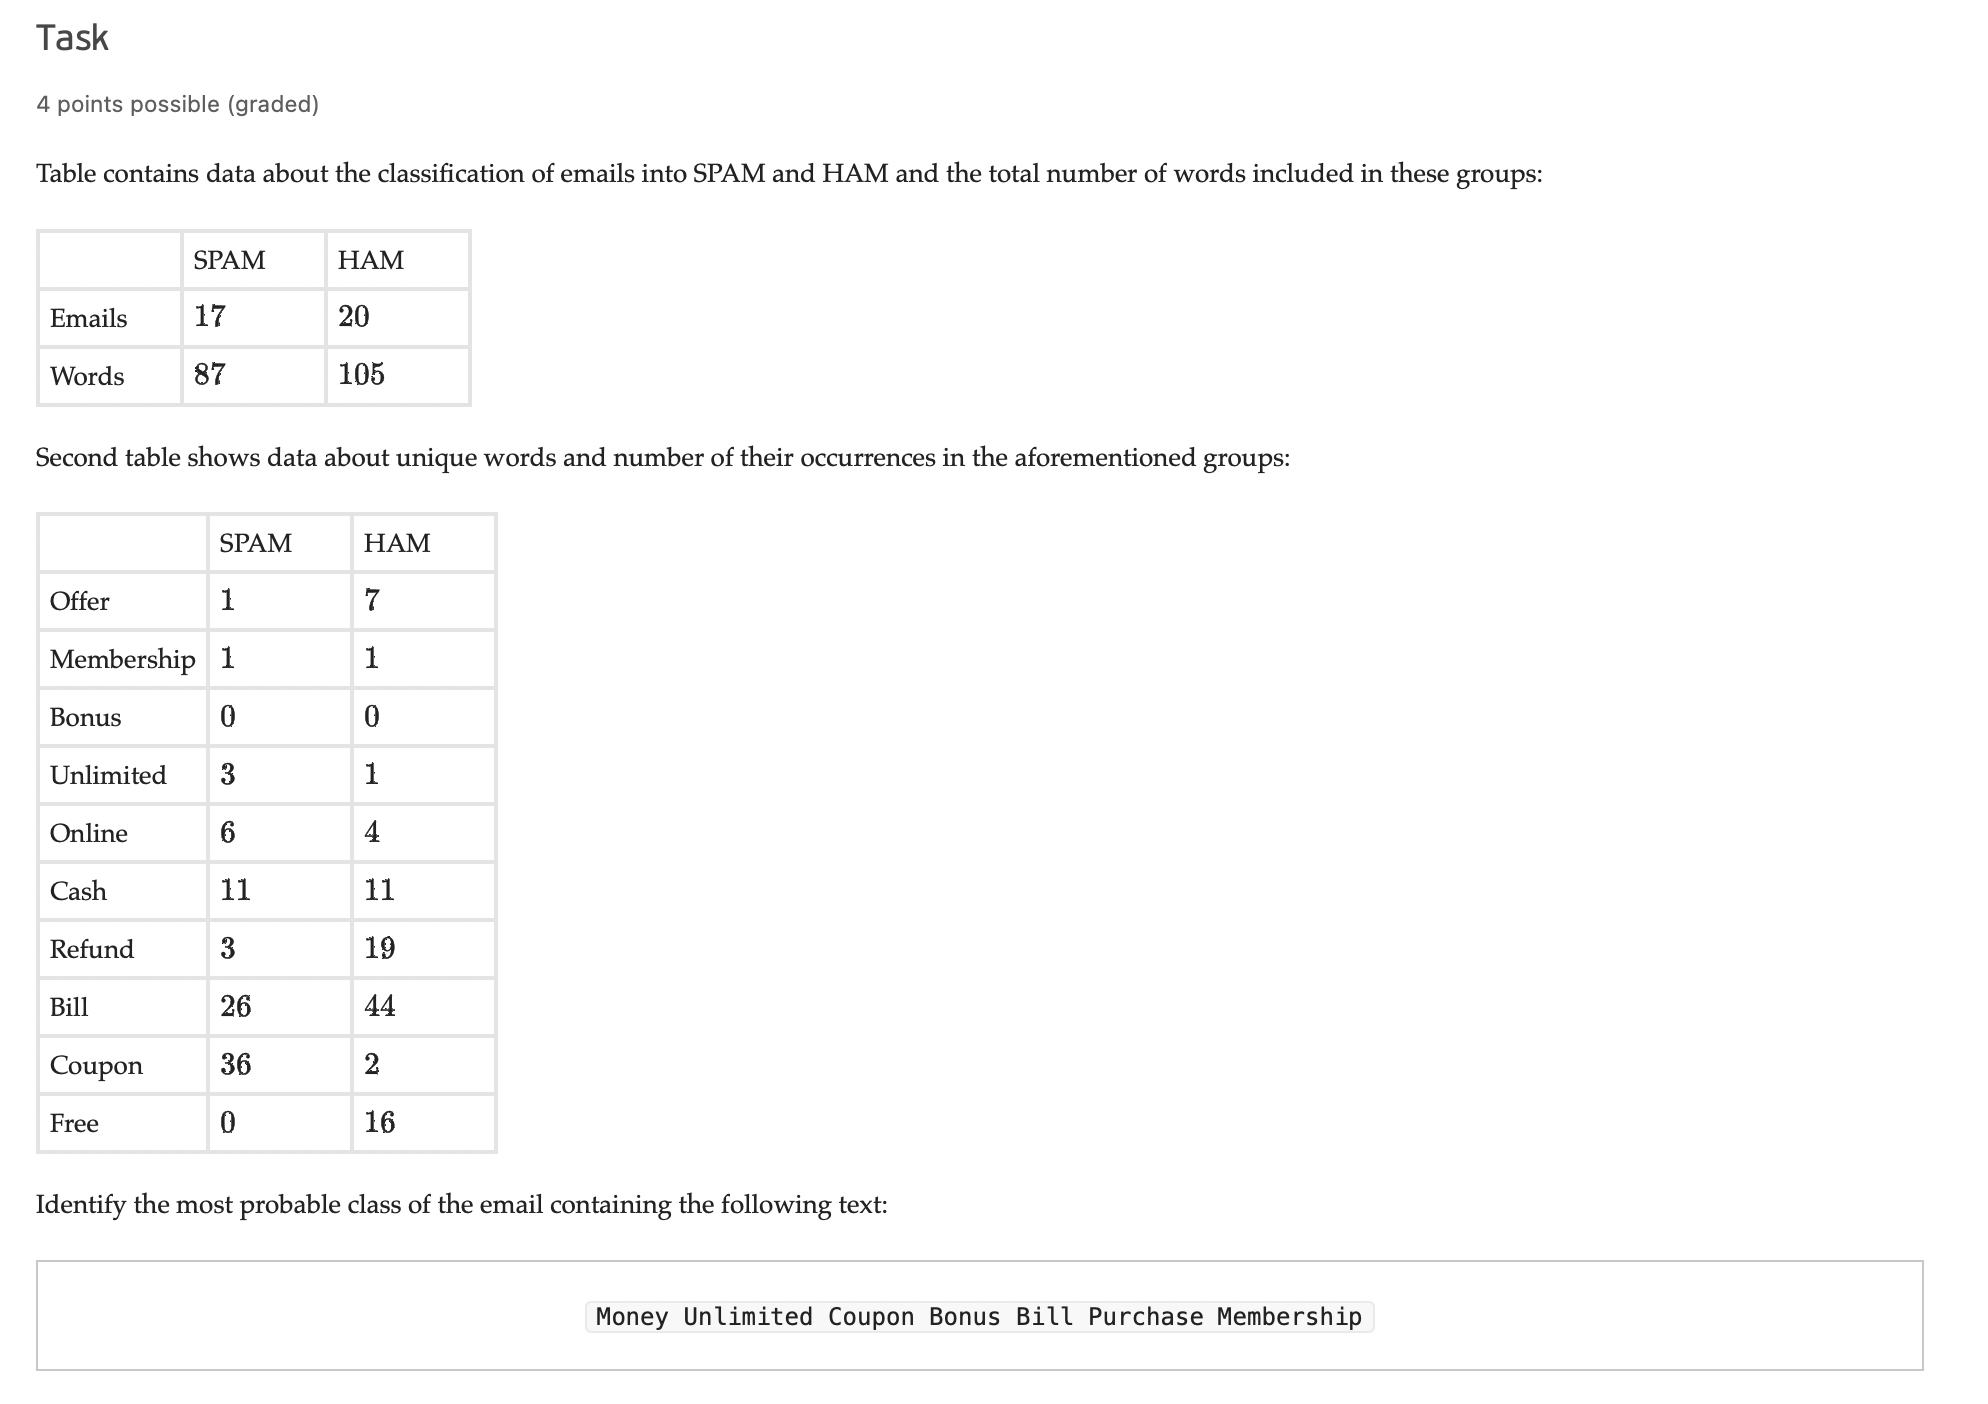 Task
4 points possible (graded)
Table contains data about the classification of emails into SPAM and HAM and the total number of words included in these groups:
SPAM HAM
Emails 17 20
Words 87 105
Second table shows data about unique words and number of their occurrences in the aforementioned groups:
SPAM HAM
Offer 1 7
Membership 1 1
Bonus 0 0
Unlimited 3 1
Online 6 4
Cash 11 11
Refund 3 19
Bill 26 44
Coupon 36 2
Free 0 16
Identify the most probable class of the email containing the following text:
Money Unlimited Coupon Bonus Bill Purchase Membership